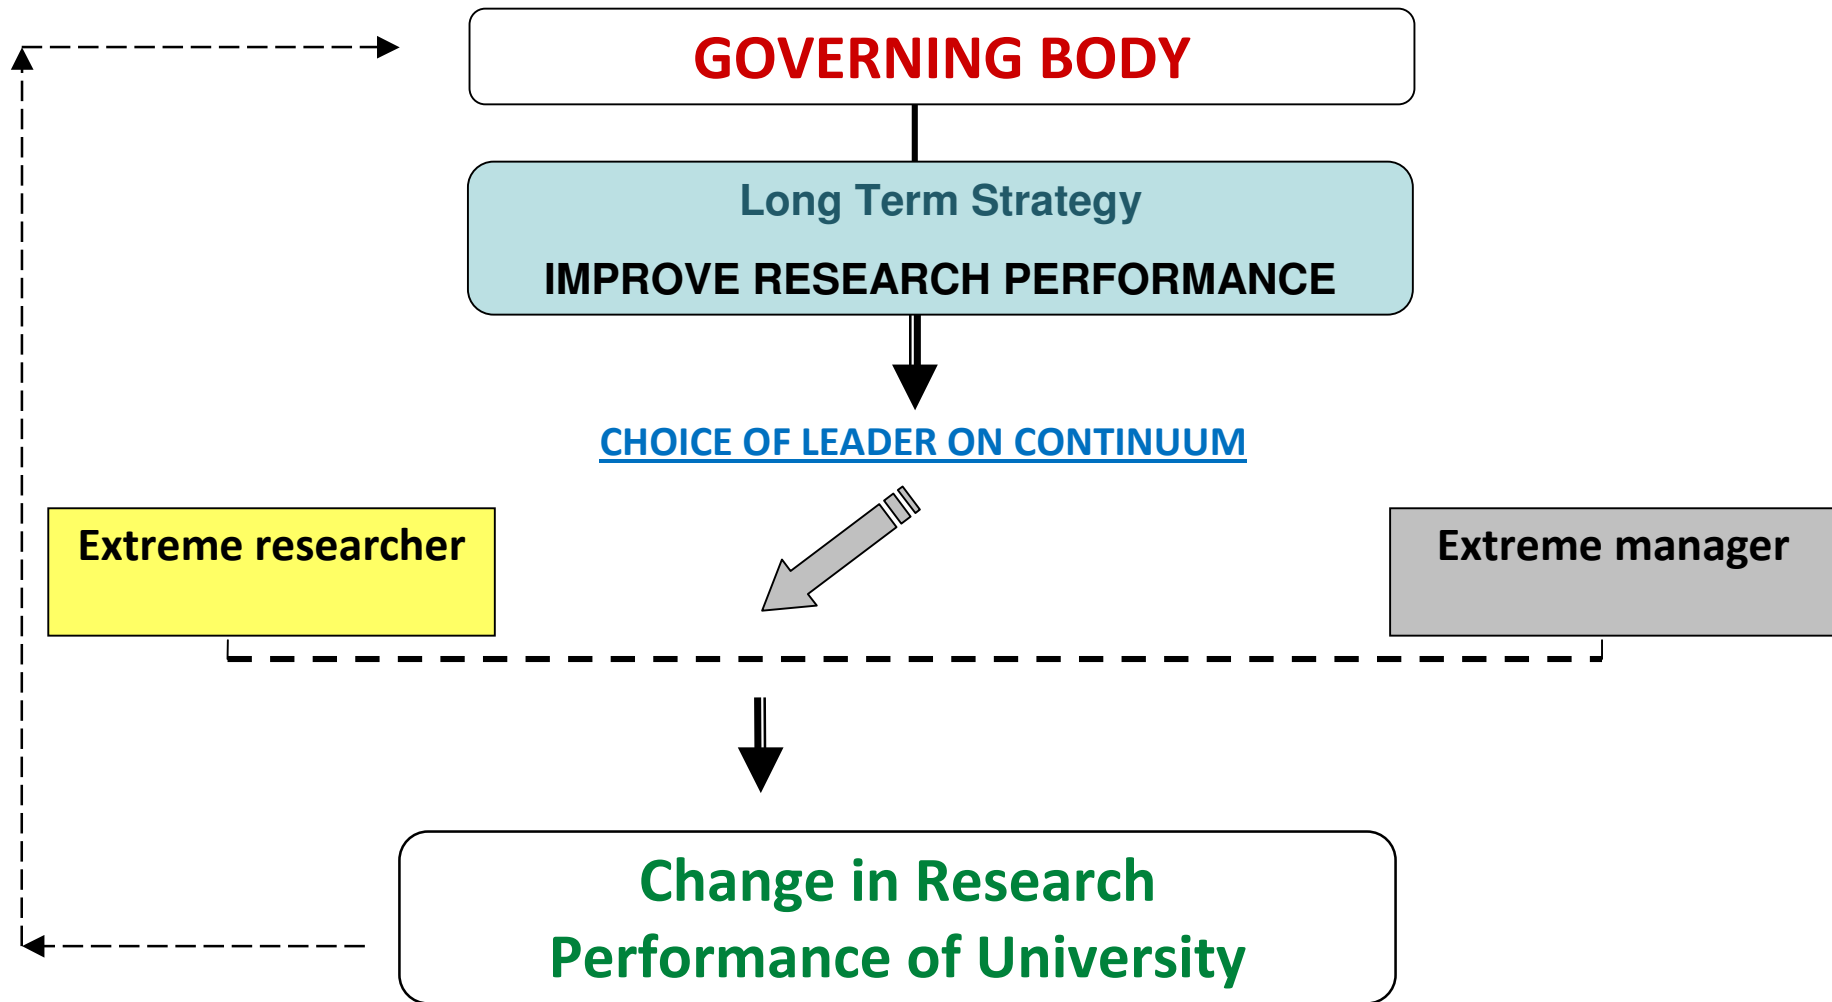 GOVERNING BODY
Long Term Strategy
IMPROVE RESEARCH PERFORMANCE
CHOICE OF LEADER ON CONTINUUM
Extreme researcher
Extreme manager
Change in Research
Performance of University